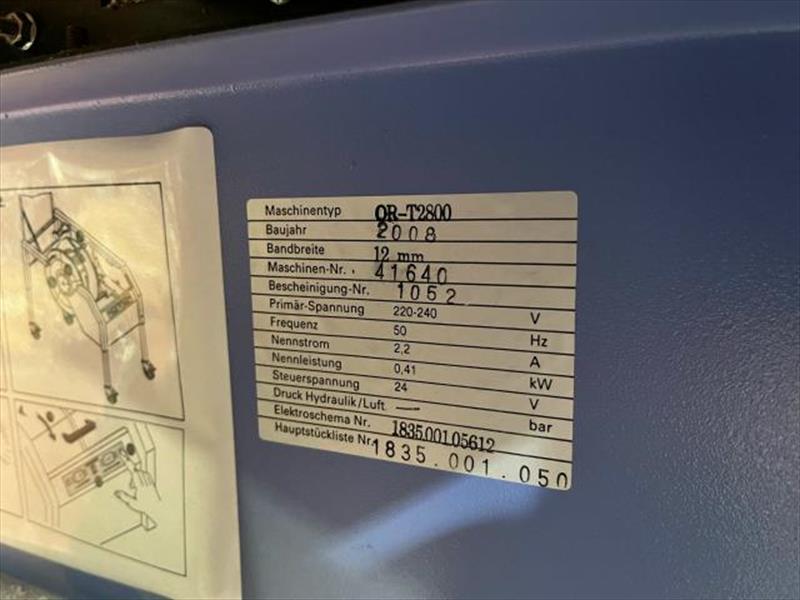 Maschinentyp OR-T2800
Baujahr 2008
Bandbreite 12 mm
Maschinen-Nr. 41640
Bescheinigung-Nr. 1052
Primär-Spannung 220-240 V
Frequenz 50 Hz
Nennstrom 2,2 A
Nennleistung 0,41 kW
Steuerspannung 24 V
Druck Hydraulik/Luft — bar
Elektroschema Nr. 1835.001.05612
Hauptstückliste Nr. 1835.001.050